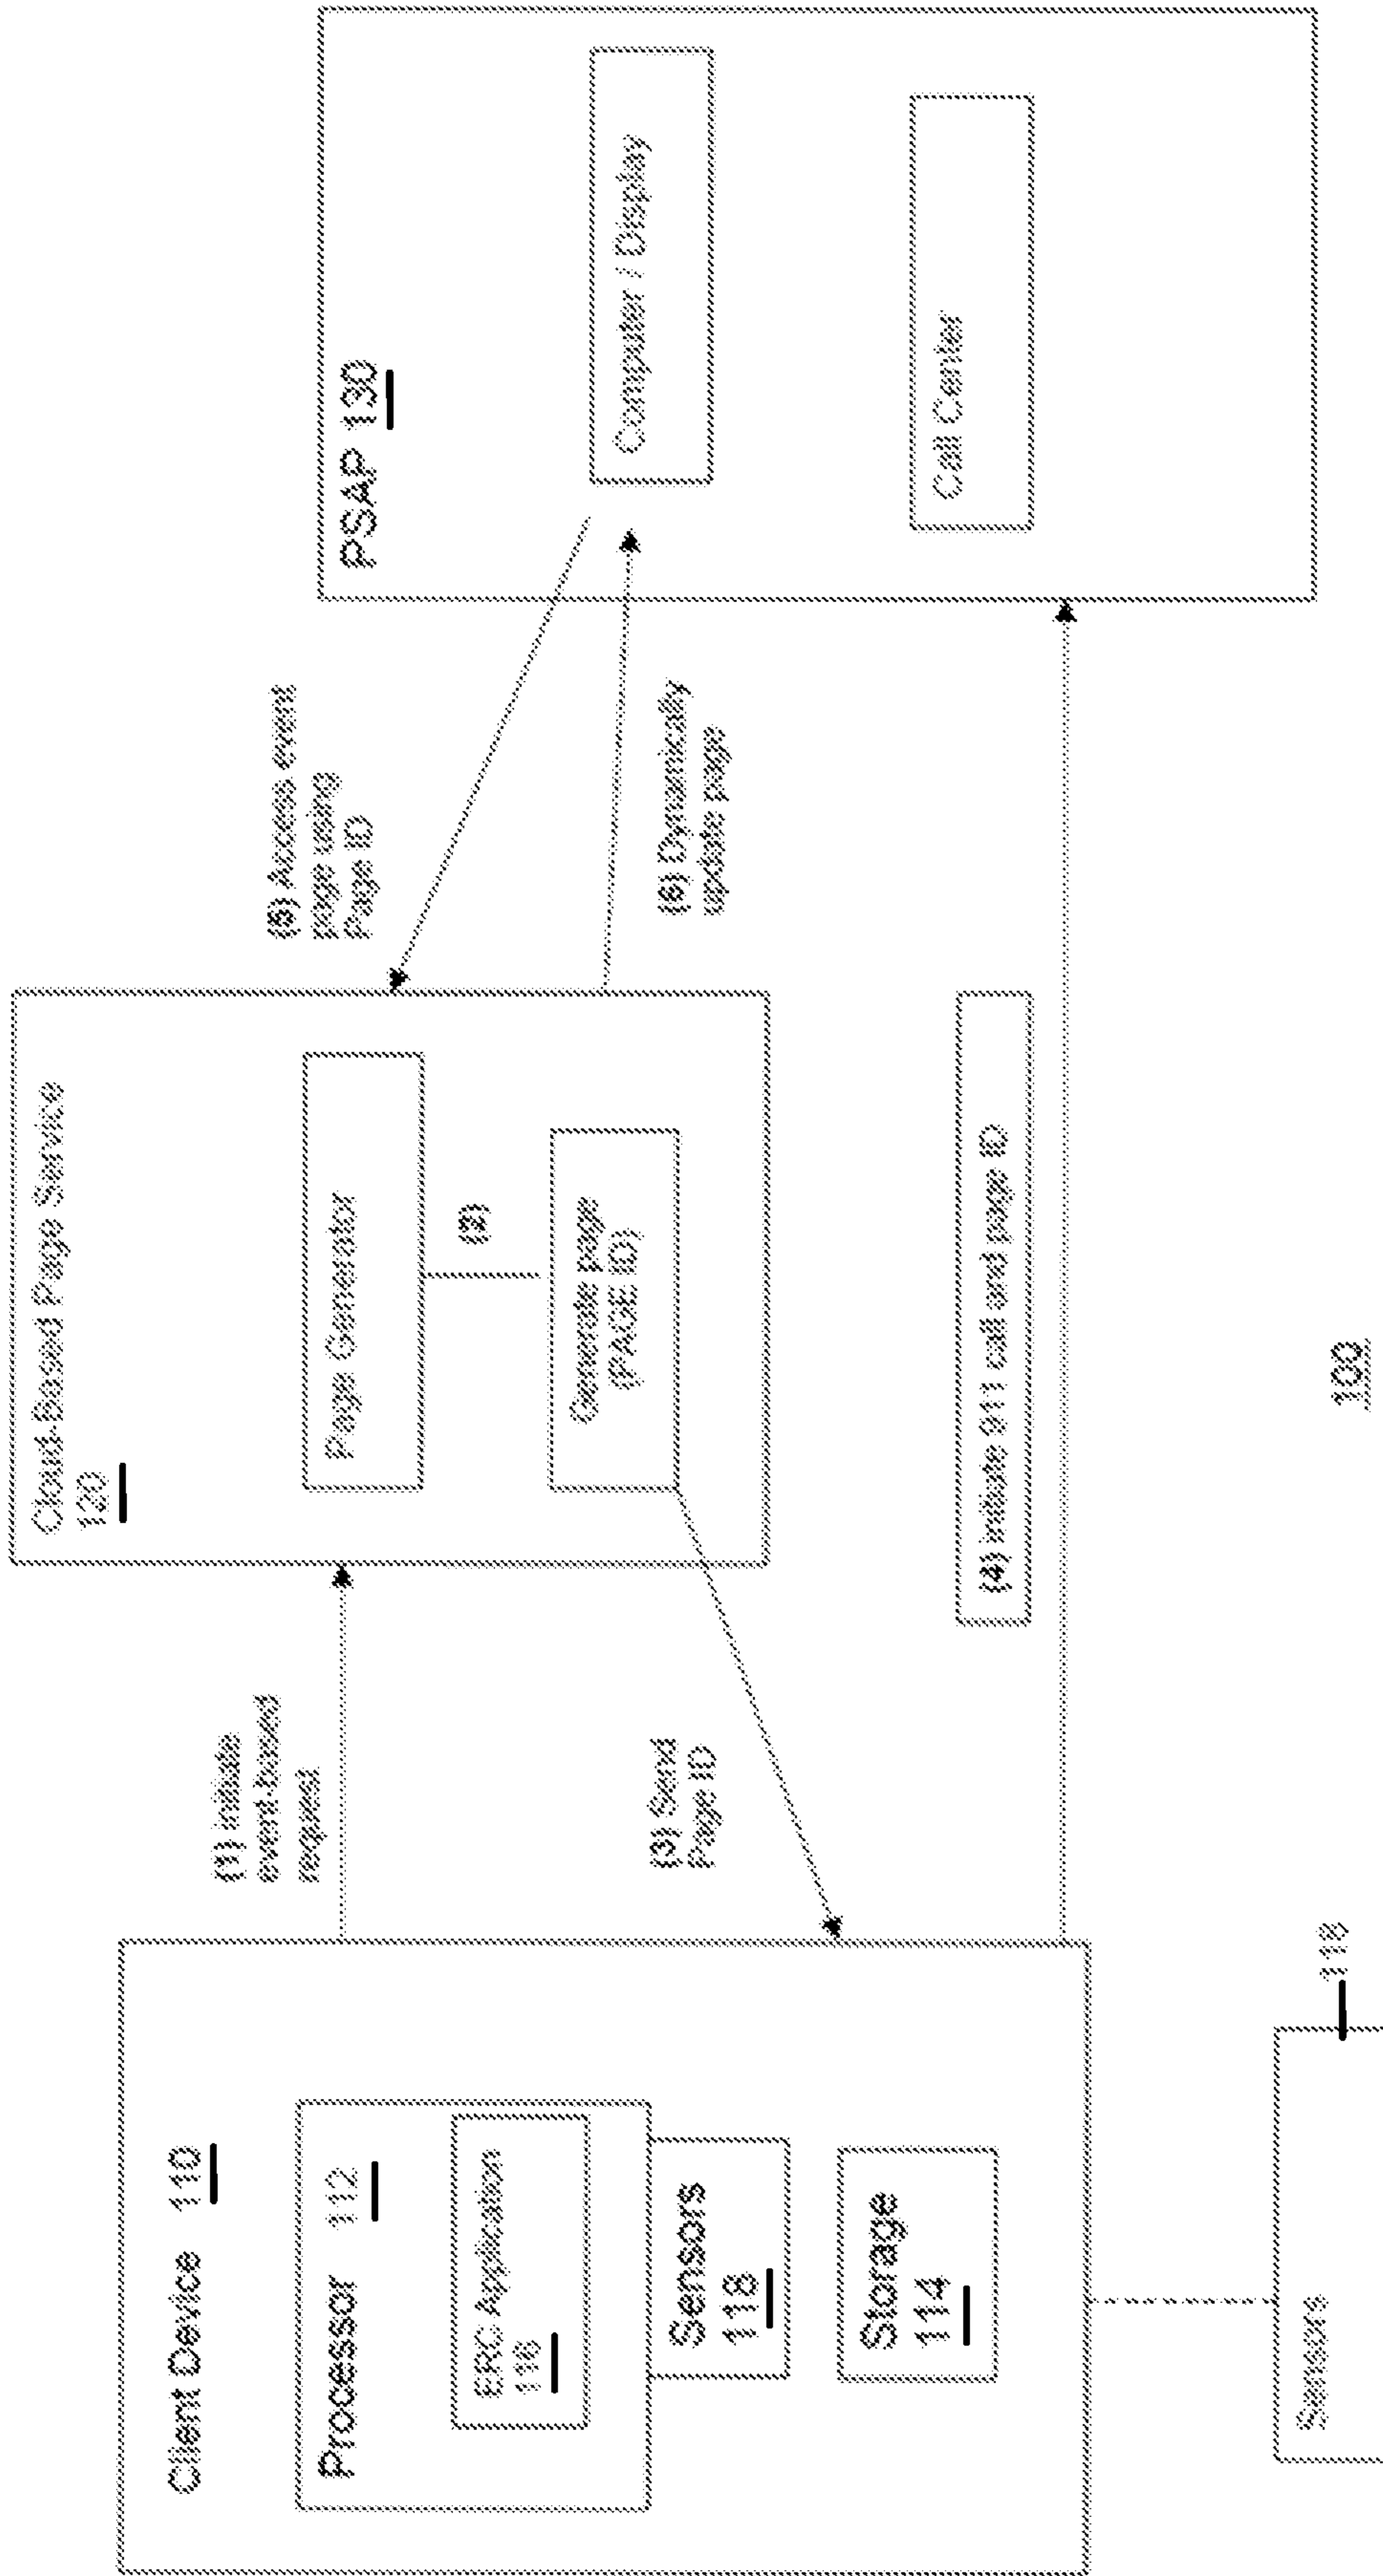 Client Device 110
Processor 112
ERC Application
116
Sensors
118
Storage
114
Sensors
118
(1) Initiate
event-based
request
(3) Send
Page ID
Cloud-Based Page Service
120
Page Generator
(2)
Generate page
(PAGE ID)
(4) Initiate 911 call and page ID
(5) Access event
page using
Page ID
(6) Dynamically
update page
PSAP 130
Computer / Display
Call Center
100